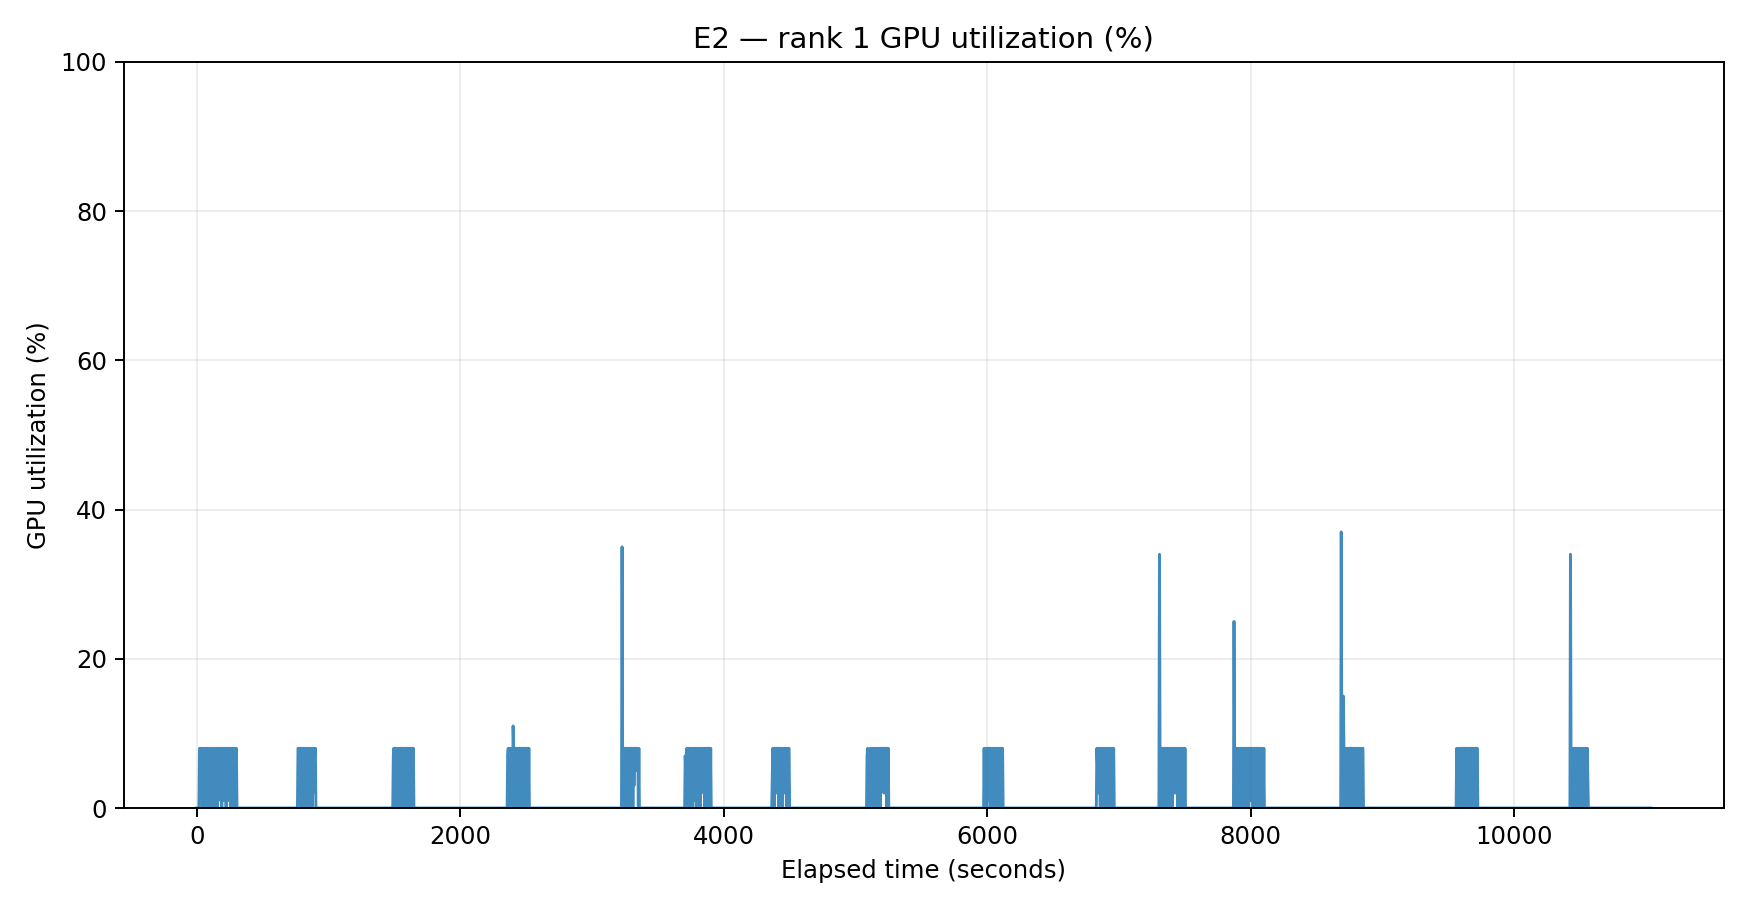 E2 — rank 1 GPU utilization (%)
100
80
60
40
20
0
GPU utilization (%)
0 2000 4000 6000 8000 10000
Elapsed time (seconds)